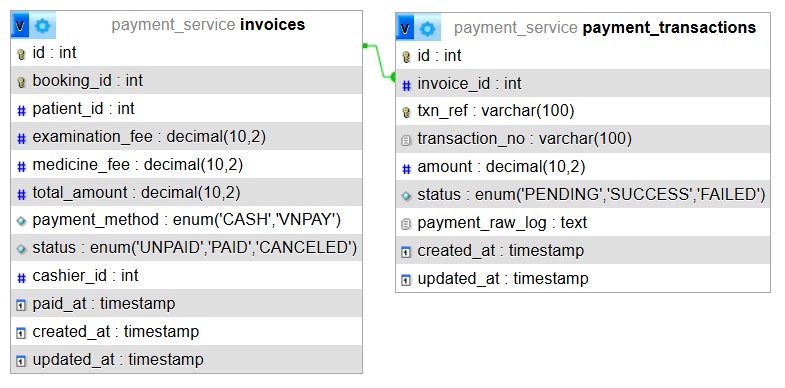 payment_service invoices
id : int
booking_id : int
patient_id : int
examination_fee : decimal(10,2)
medicine_fee : decimal(10,2)
total_amount : decimal(10,2)
payment_method : enum('CASH','VNPAY')
status : enum('UNPAID','PAID','CANCELED')
cashier_id : int
paid_at : timestamp
created_at : timestamp
updated_at : timestamp
payment_service payment_transactions
id : int
invoice_id : int
txn_ref : varchar(100)
transaction_no : varchar(100)
amount : decimal(10,2)
status : enum('PENDING','SUCCESS','FAILED')
payment_raw_log : text
created_at : timestamp
updated_at : timestamp